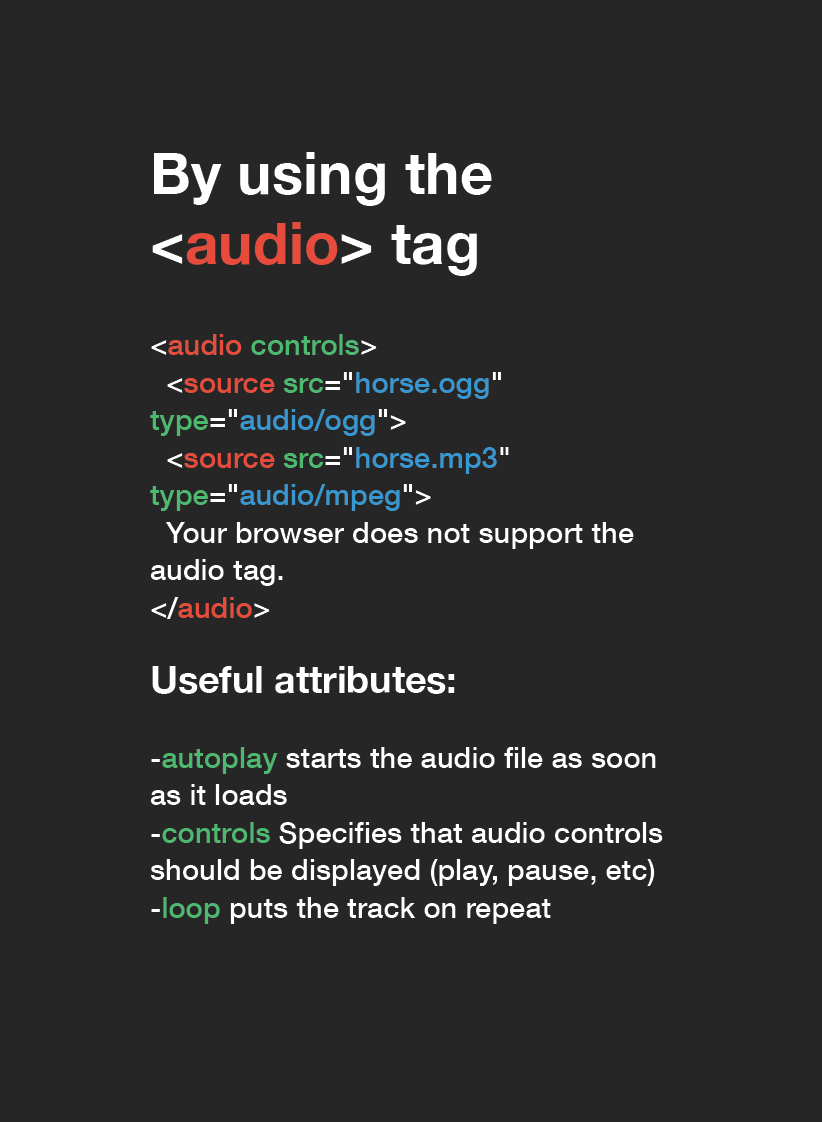 By using the
<audio> tag
<audio controls>
  <source src="horse.ogg"
type="audio/ogg">
  <source src="horse.mp3"
type="audio/mpeg">
  Your browser does not support the
audio tag.
</audio>
Useful attributes:
-autoplay starts the audio file as soon
as it loads
-controls Specifies that audio controls
should be displayed (play, pause, etc)
-loop puts the track on repeat